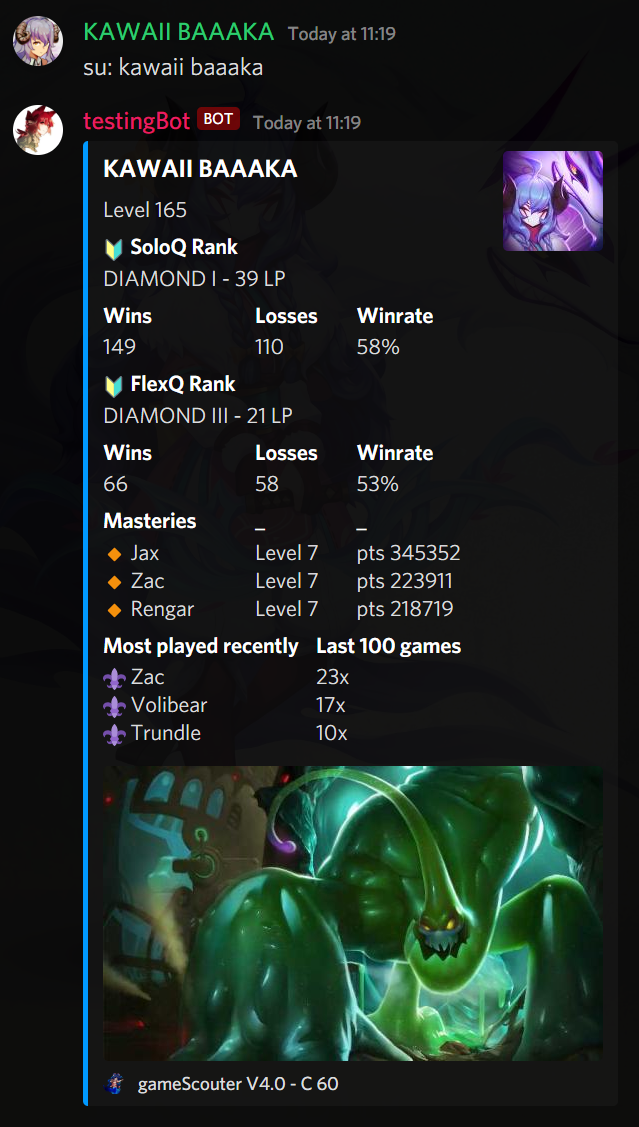 KAWAII BAAAKA Today at 11:19
su: kawaii baaaka
testingBot BOT Today at 11:19
KAWAII BAAAKA
Level 165
SoloQ Rank
DIAMOND I - 39 LP
Wins Losses Winrate
149 110 58%
FlexQ Rank
DIAMOND III - 21 LP
Wins Losses Winrate
66 58 53%
Masteries _ _
Jax Level 7 pts 345352
Zac Level 7 pts 223911
Rengar Level 7 pts 218719
Most played recently Last 100 games
Zac 23x
Volibear 17x
Trundle 10x
gameScouter V4.0 - C 60